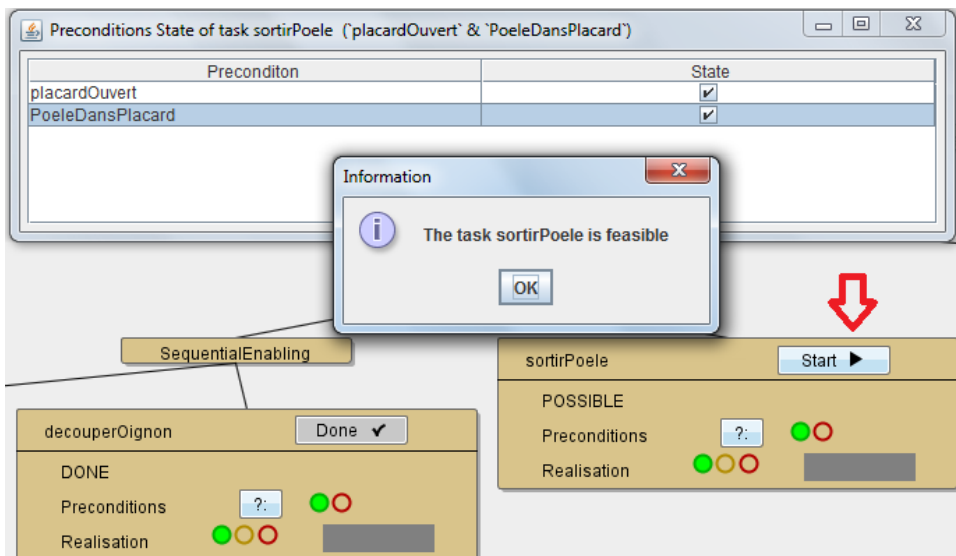 Preconditions State of task sortirPoele (`placardOuvert` & `PoeleDansPlacard`)
Preconditon State
placardOuvert
PoeleDansPlacard
Information
The task sortirPoele is feasible
OK
SequentialEnabling
sortirPoele Start
POSSIBLE
Preconditions ?:
Realisation
decouperOignon Done
DONE
Preconditions ?:
Realisation